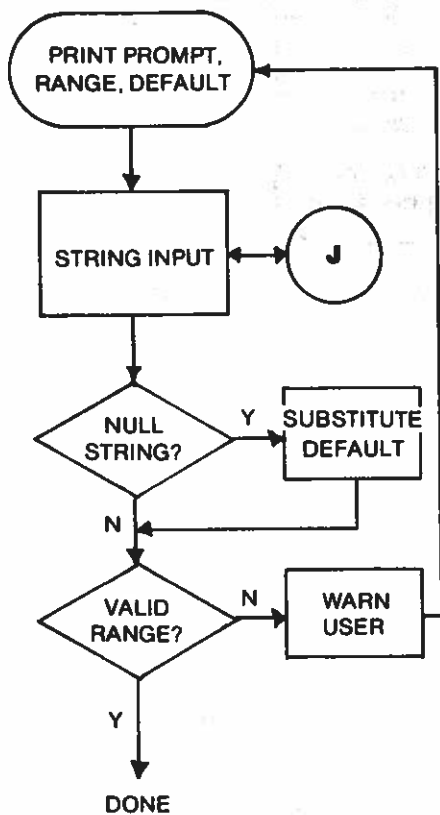 PRINT PROMPT,
RANGE, DEFAULT
STRING INPUT
J
NULL
STRING?
Y
SUBSTITUTE
DEFAULT
N
VALID
RANGE?
N
WARN
USER
Y
DONE